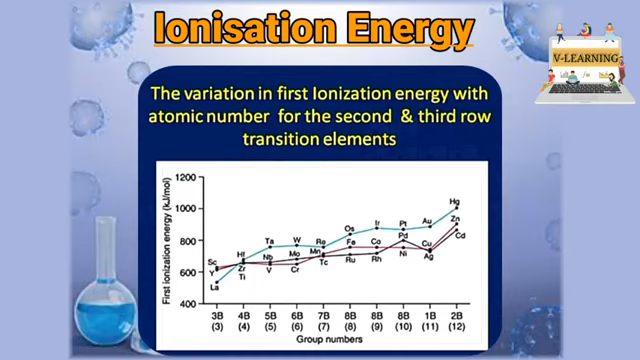 Ionisation Energy
V-LEARNING
The variation in first Ionization energy with
atomic number for the second & third row
transition elements
First ionization energy (kJ/mol)
1200
1000
800
600
400
Sc
Y
La
Hf
Zr
Ti
Ta
Nb
V
W
Mo
Cr
Re
Mn
Tc
Os
Fe
Ru
Ir
Co
Rh
Pt
Pd
Ni
Au
Cu
Ag
Hg
Zn
Cd
3B 4B 5B 6B 7B 8B 8B 8B 1B 2B
(3) (4) (5) (6) (7) (8) (9) (10) (11) (12)
Group numbers